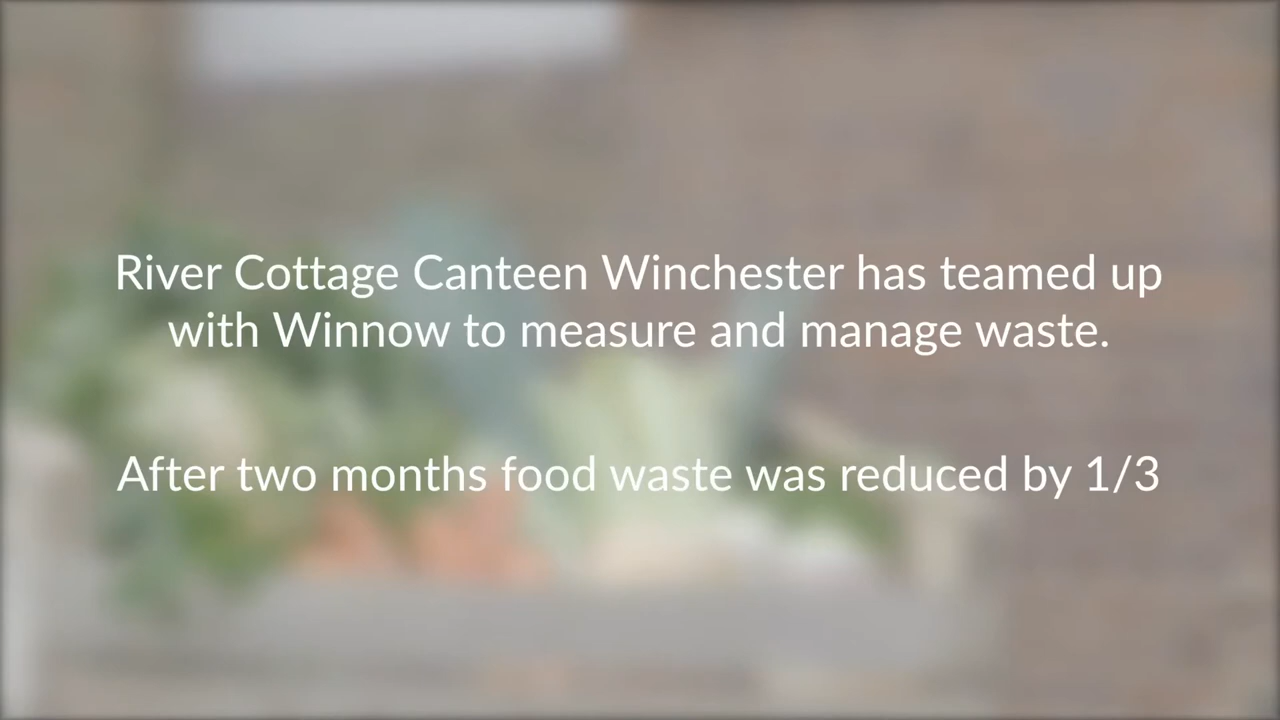 River Cottage Canteen Winchester has teamed up
with Winnow to measure and manage waste.
After two months food waste was reduced by 1/3